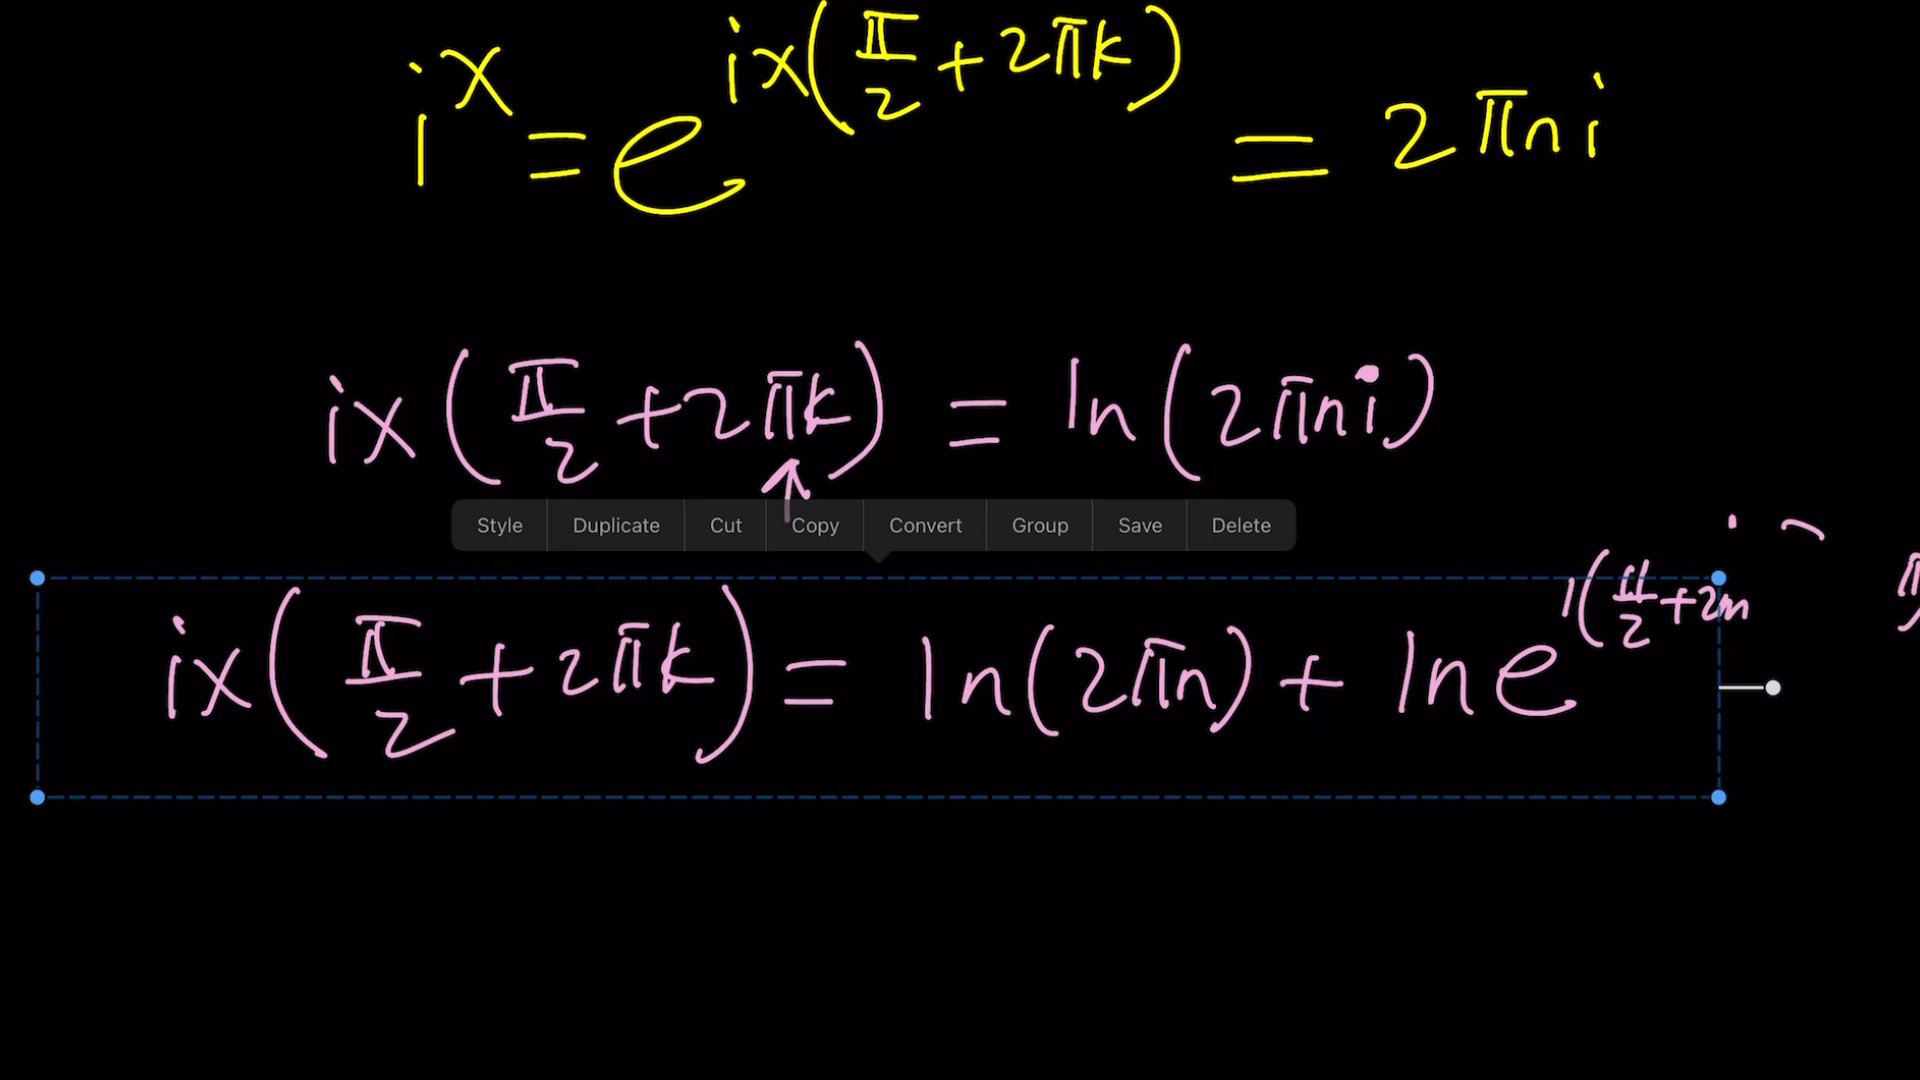 i^x = e^{ix(π/2 + 2πk)} = 2πni
ix(π/2 + 2πk) = ln(2πni)
↑
Style Duplicate Cut Copy Convert Group Save Delete
ix(π/2 + 2πk) = ln(2πn) + ln e^{i(π/2 + 2m